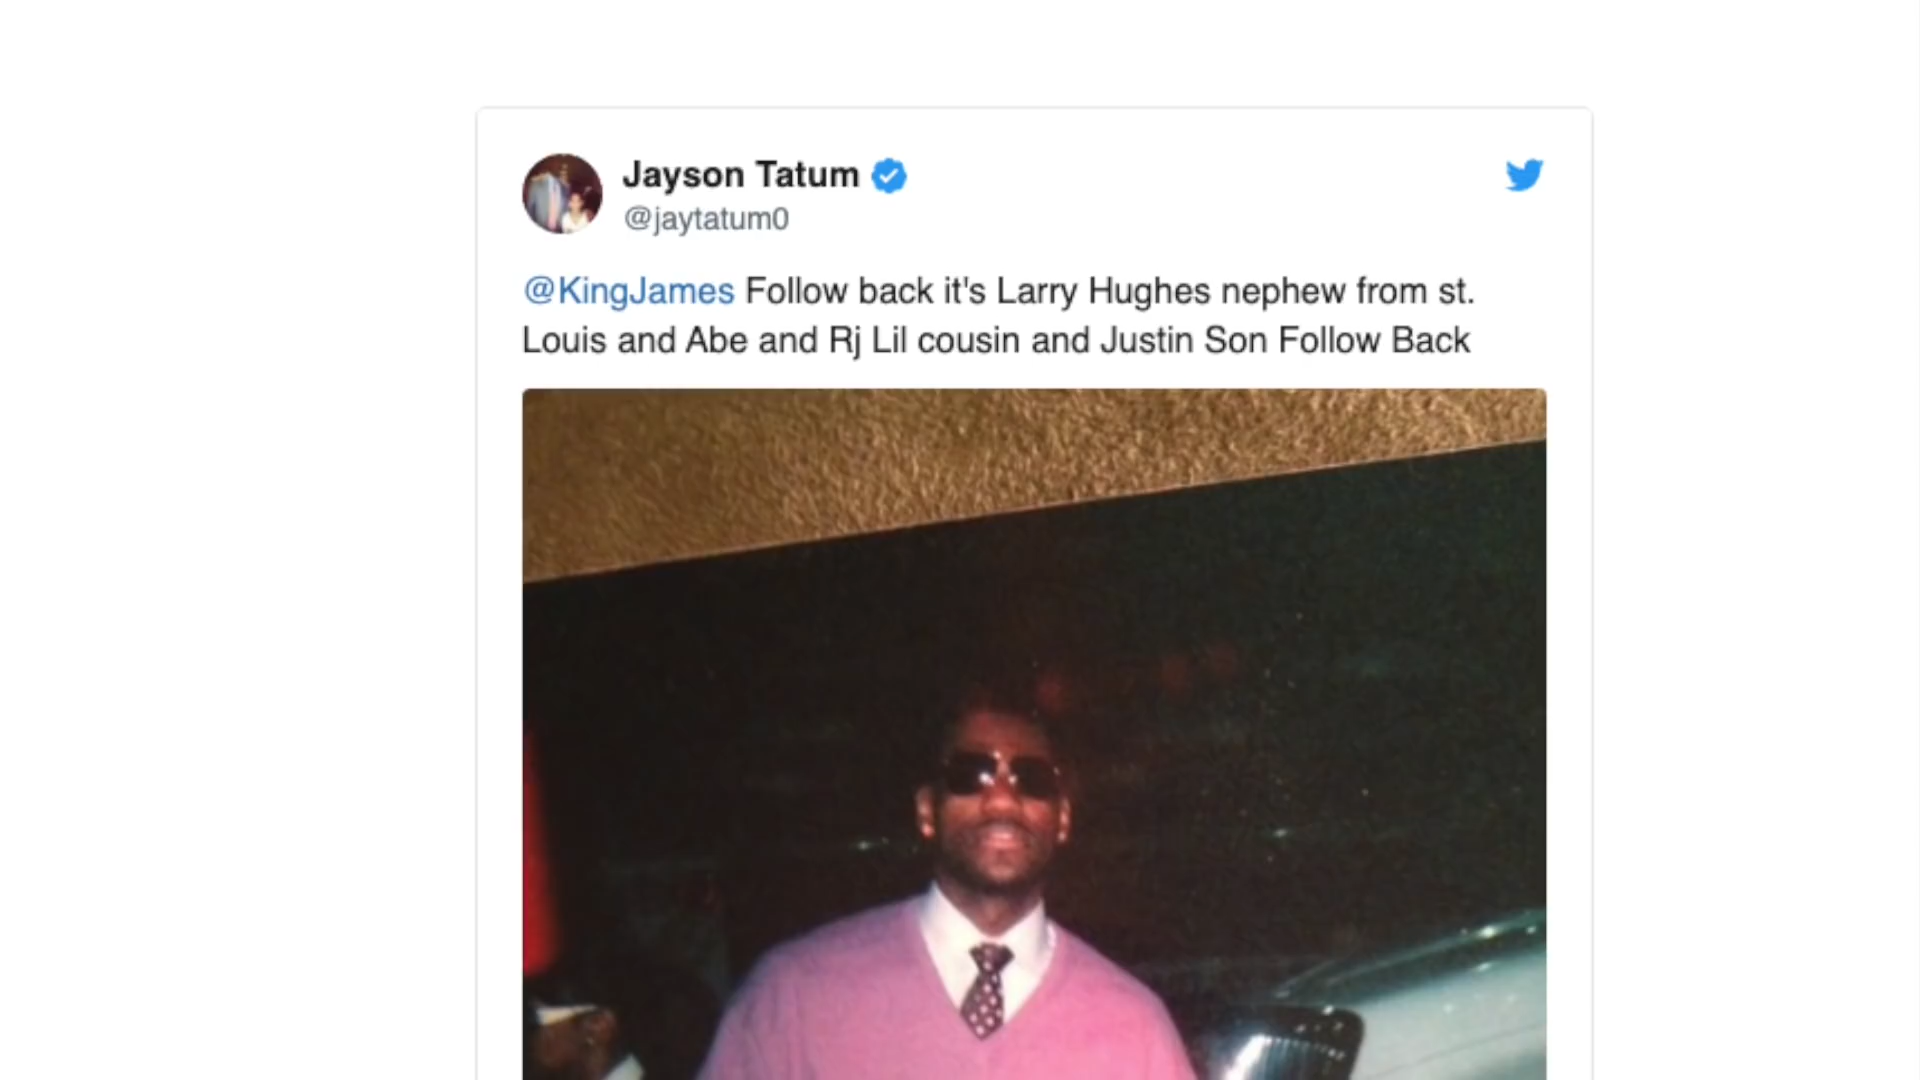 Jayson Tatum
@jaytatum0
@KingJames Follow back it's Larry Hughes nephew from st.
Louis and Abe and Rj Lil cousin and Justin Son Follow Back